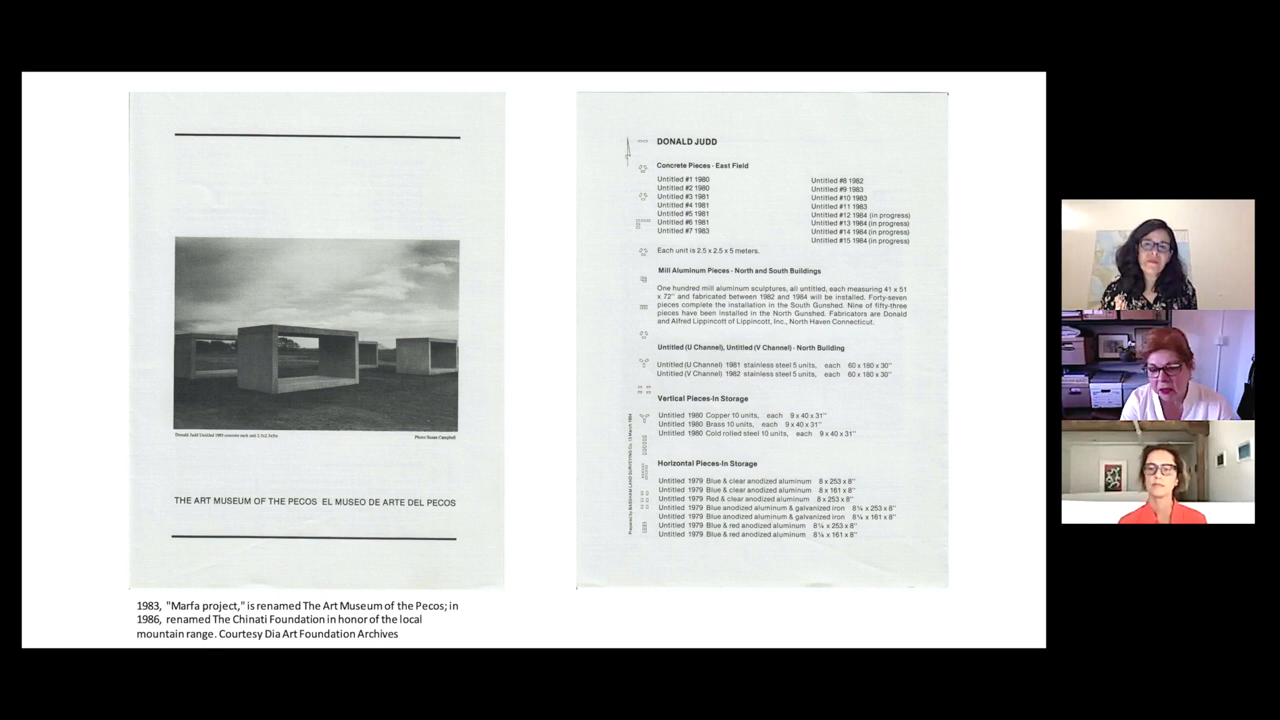 Donald Judd Untitled 1983 concrete each unit 2.5x2.5x5m
Photo Susan Campbell
THE ART MUSEUM OF THE PECOS EL MUSEO DE ARTE DEL PECOS
1983, "Marfa project," is renamed The Art Museum of the Pecos; in
1986, renamed The Chinati Foundation in honor of the local
mountain range. Courtesy Dia Art Foundation Archives
DONALD JUDD
Concrete Pieces - East Field
Untitled #1 1980
Untitled #2 1980
Untitled #3 1981
Untitled #4 1981
Untitled #5 1981
Untitled #6 1981
Untitled #7 1983
Untitled #8 1982
Untitled #9 1983
Untitled #10 1983
Untitled #11 1983
Untitled #12 1984 (in progress)
Untitled #13 1984 (in progress)
Untitled #14 1984 (in progress)
Untitled #15 1984 (in progress)
Each unit is 2.5 x 2.5 x 5 meters.
Mill Aluminum Pieces - North and South Buildings
One hundred mill aluminum sculptures, all untitled, each measuring 41 x 51
x 72" and fabricated between 1982 and 1984 will be installed. Forty-seven
pieces complete the installation in the South Gunshed. Nine of fifty-three
pieces have been installed in the North Gunshed. Fabricators are Donald
and Alfred Lippincott of Lippincott, Inc., North Haven Connecticut.
Untitled (U Channel), Untitled (V Channel) - North Building
Untitled (U Channel) 1981 stainless steel 5 units, each 60 x 180 x 30"
Untitled (V Channel) 1982 stainless steel 5 units, each 60 x 180 x 30"
Vertical Pieces-In Storage
Untitled 1980 Copper 10 units, each 9 x 40 x 31"
Untitled 1980 Brass 10 units, each 9 x 40 x 31"
Untitled 1980 Cold rolled steel 10 units, each 9 x 40 x 31"
Horizontal Pieces-In Storage
Untitled 1979 Blue & clear anodized aluminum 8 x 253 x 8"
Untitled 1979 Blue & clear anodized aluminum 8 x 161 x 8"
Untitled 1979 Red & clear anodized aluminum 8 x 253 x 8"
Untitled 1979 Blue anodized aluminum & galvanized iron 8¼ x 253 x 8"
Untitled 1979 Blue anodized aluminum & galvanized iron 8¼ x 161 x 8"
Untitled 1979 Blue & red anodized aluminum 8¼ x 253 x 8"
Untitled 1979 Blue & red anodized aluminum 8¼ x 161 x 8"
Prepared by LAND SURVEYING Co. 13 March 1984